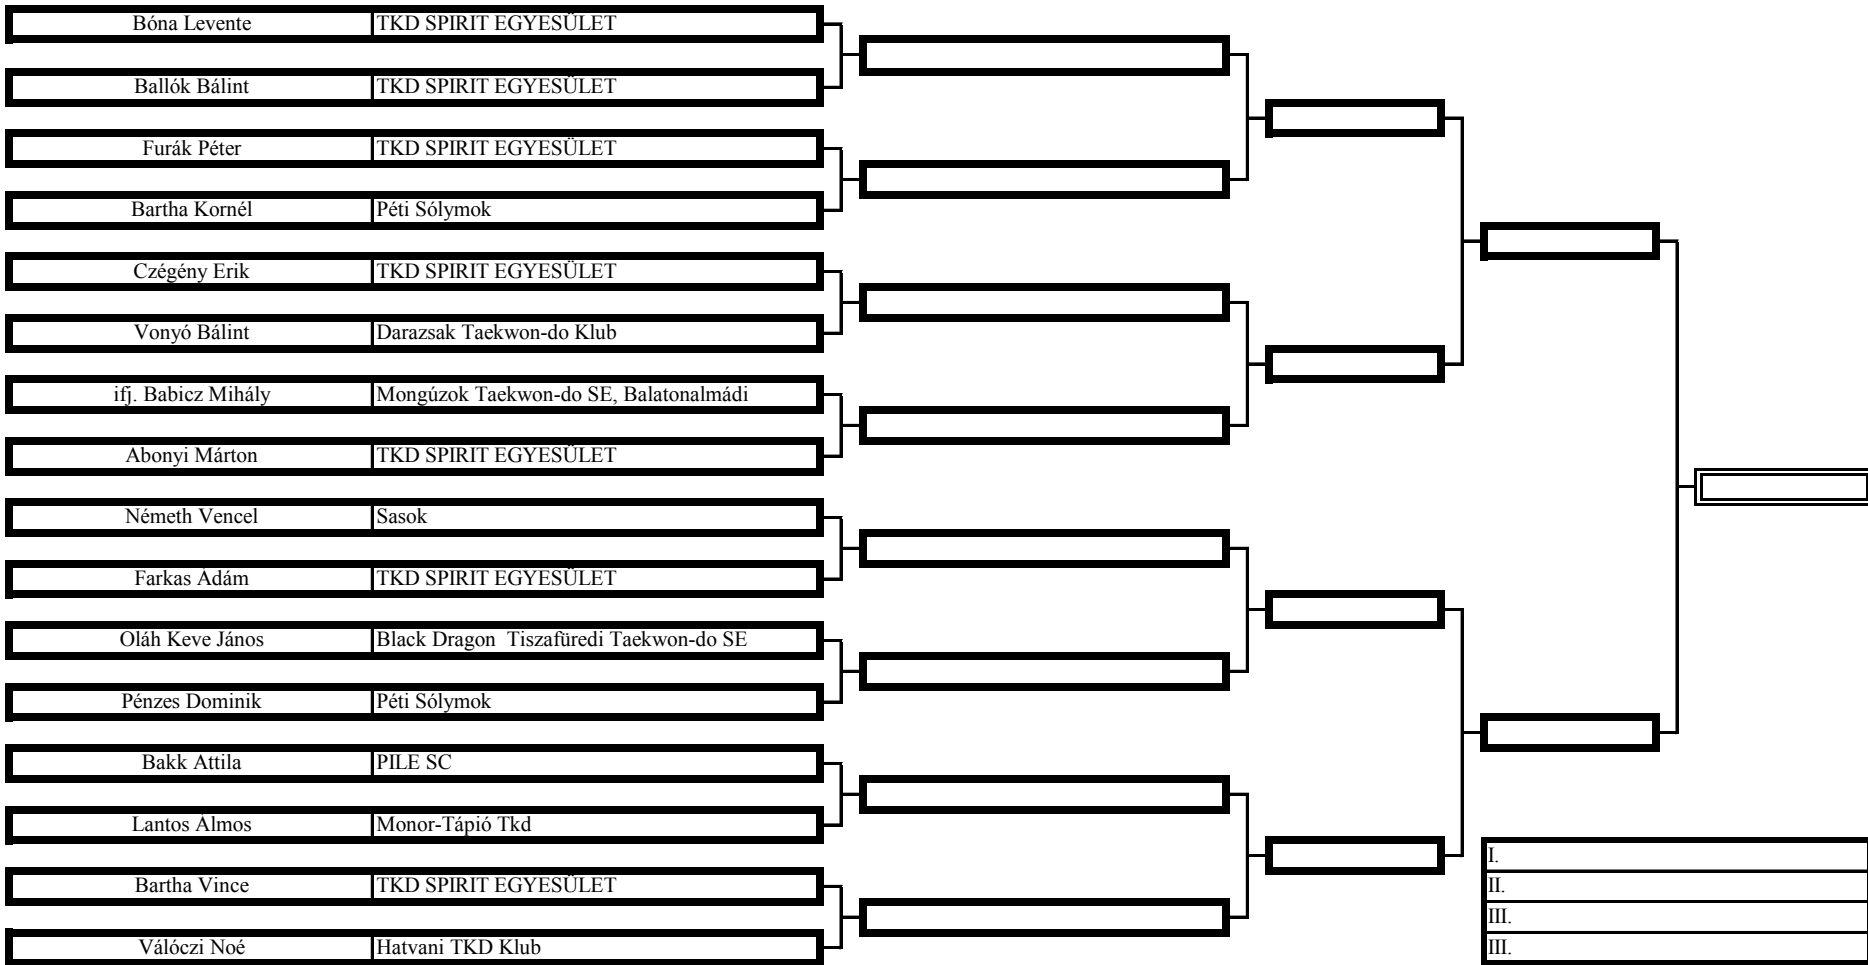 Bóna Levente TKD SPIRIT EGYESÜLET
Ballók Bálint TKD SPIRIT EGYESÜLET
Furák Péter TKD SPIRIT EGYESÜLET
Bartha Kornél Péti Sólymok
Czégény Erik TKD SPIRIT EGYESÜLET
Vonyó Bálint Darazsak Taekwon-do Klub
ifj. Babicz Mihály Mongúzok Taekwon-do SE, Balatonalmádi
Abonyi Márton TKD SPIRIT EGYESÜLET
Németh Vencel Sasok
Farkas Ádám TKD SPIRIT EGYESÜLET
Oláh Keve János Black Dragon  Tiszafüredi Taekwon-do SE
Pénzes Dominik Péti Sólymok
Bakk Attila PILE SC
Lantos Álmos Monor-Tápió Tkd
Bartha Vince TKD SPIRIT EGYESÜLET
Válóczi Noé Hatvani TKD Klub
I.
II.
III.
III.